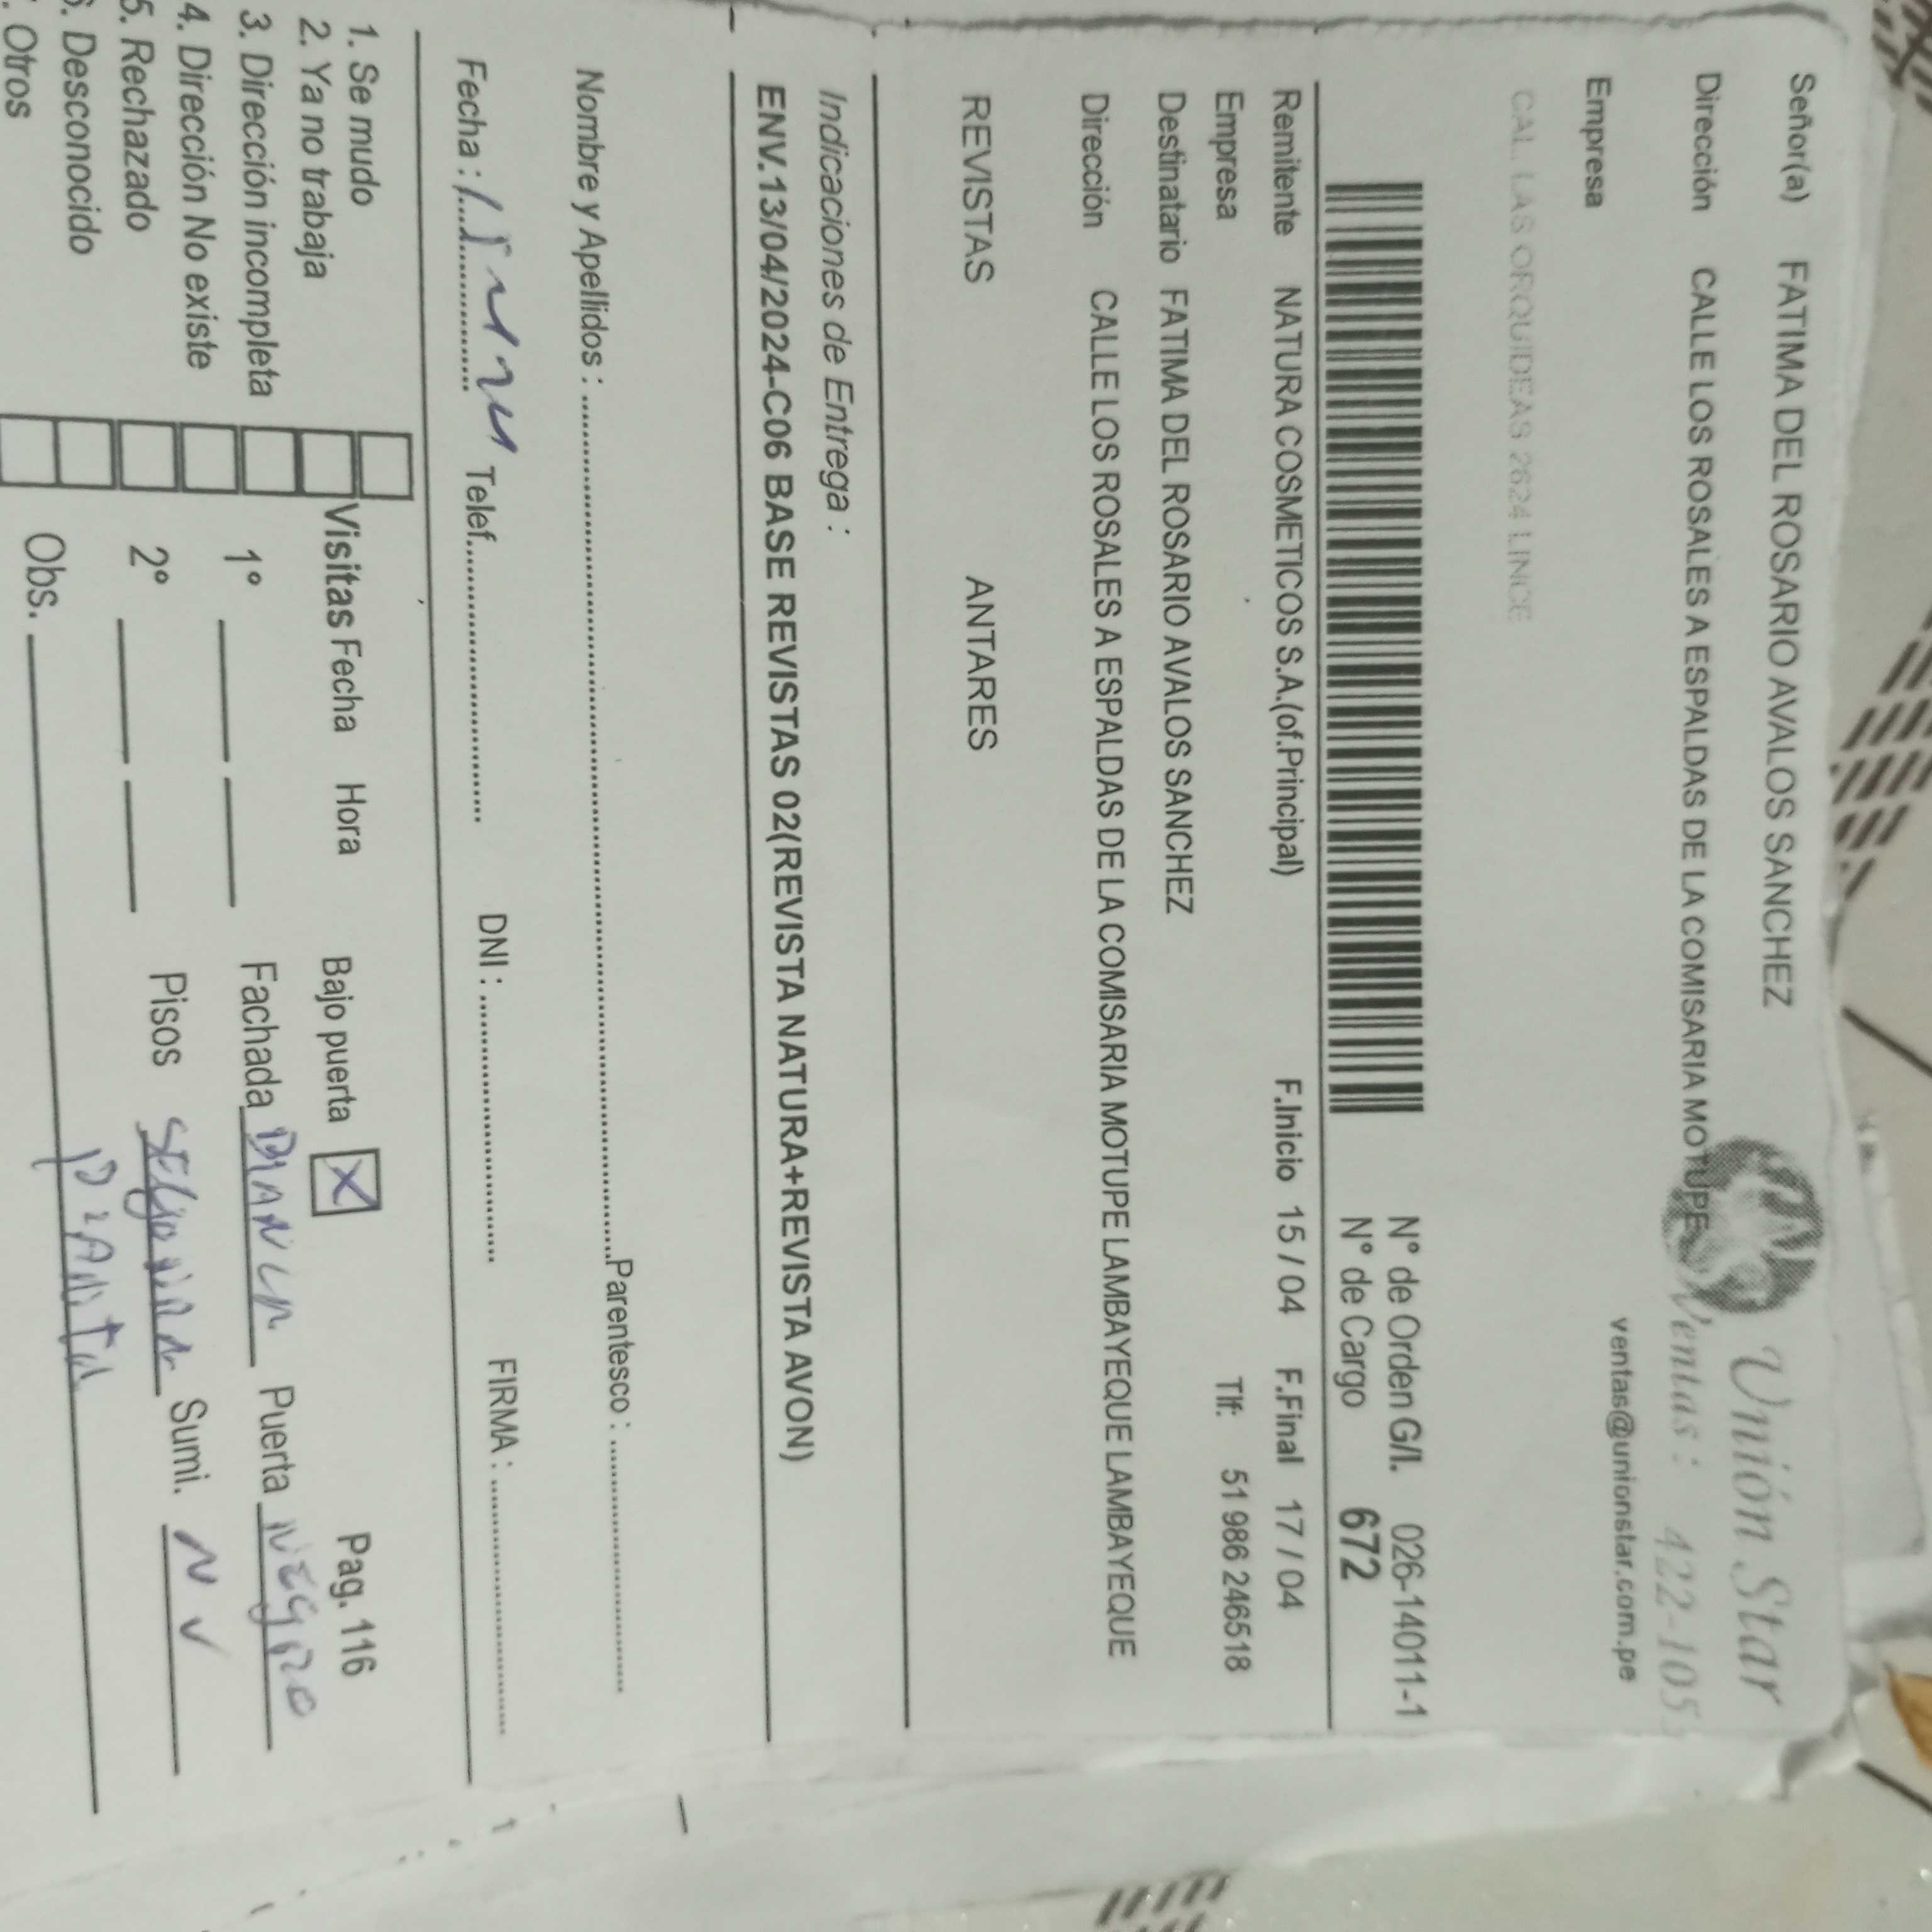 Señor(a) FATIMA DEL ROSARIO AVALOS SANCHEZ
Unión Star
Dirección CALLE LOS ROSALES A ESPALDAS DE LA COMISARIA MOTUPE
Ventas: 422-105
Empresa
ventas@unionstar.com.pe
CAL. LAS ORQUIDEAS 2624 LINCE
N° de Orden G/I. 026-14011-1
N° de Cargo 672
Remitente NATURA COSMETICOS S.A.(of.Principal) F.Inicio 15 / 04 F.Final 17 / 04
Empresa Tlf: 51 986 246518
Destinatario FATIMA DEL ROSARIO AVALOS SANCHEZ
Dirección CALLE LOS ROSALES A ESPALDAS DE LA COMISARIA MOTUPE LAMBAYEQUE LAMBAYEQUE
REVISTAS ANTARES
Indicaciones de Entrega :
ENV.13/04/2024-C06 BASE REVISTAS 02(REVISTA NATURA+REVISTA AVON)
Nombre y Apellidos : Parentesco :
Fecha : Telef. DNI : FIRMA :
1. Se mudo
2. Ya no trabaja
3. Dirección incompleta
4. Dirección No existe
5. Rechazado
6. Desconocido
. Otros
Visitas Fecha Hora
1°
2°
Obs.
Bajo puerta X Pag. 116
Fachada Puerta NEGRO
Pisos Sumi. N V